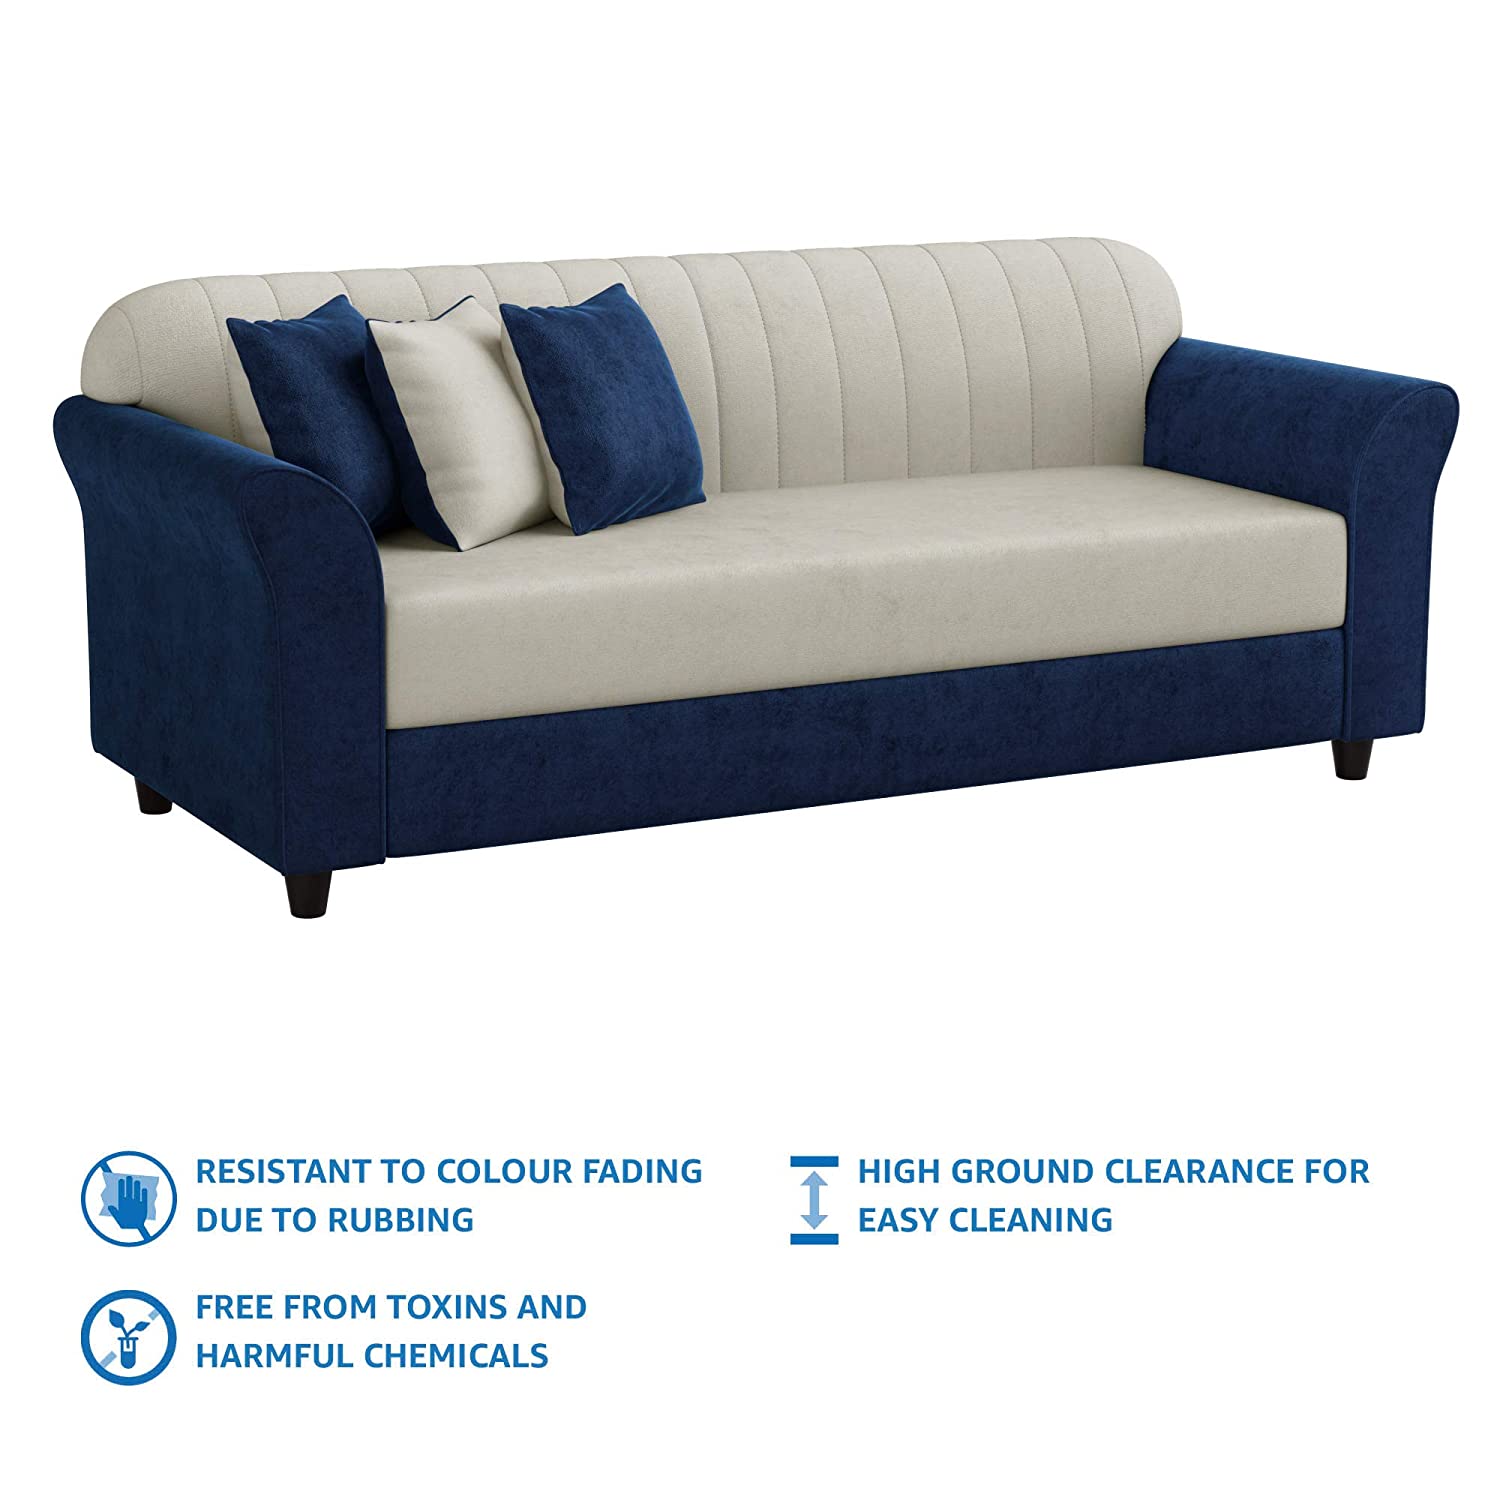 RESISTANT TO COLOUR FADING
DUE TO RUBBING
HIGH GROUND CLEARANCE FOR
EASY CLEANING
FREE FROM TOXINS AND
HARMFUL CHEMICALS